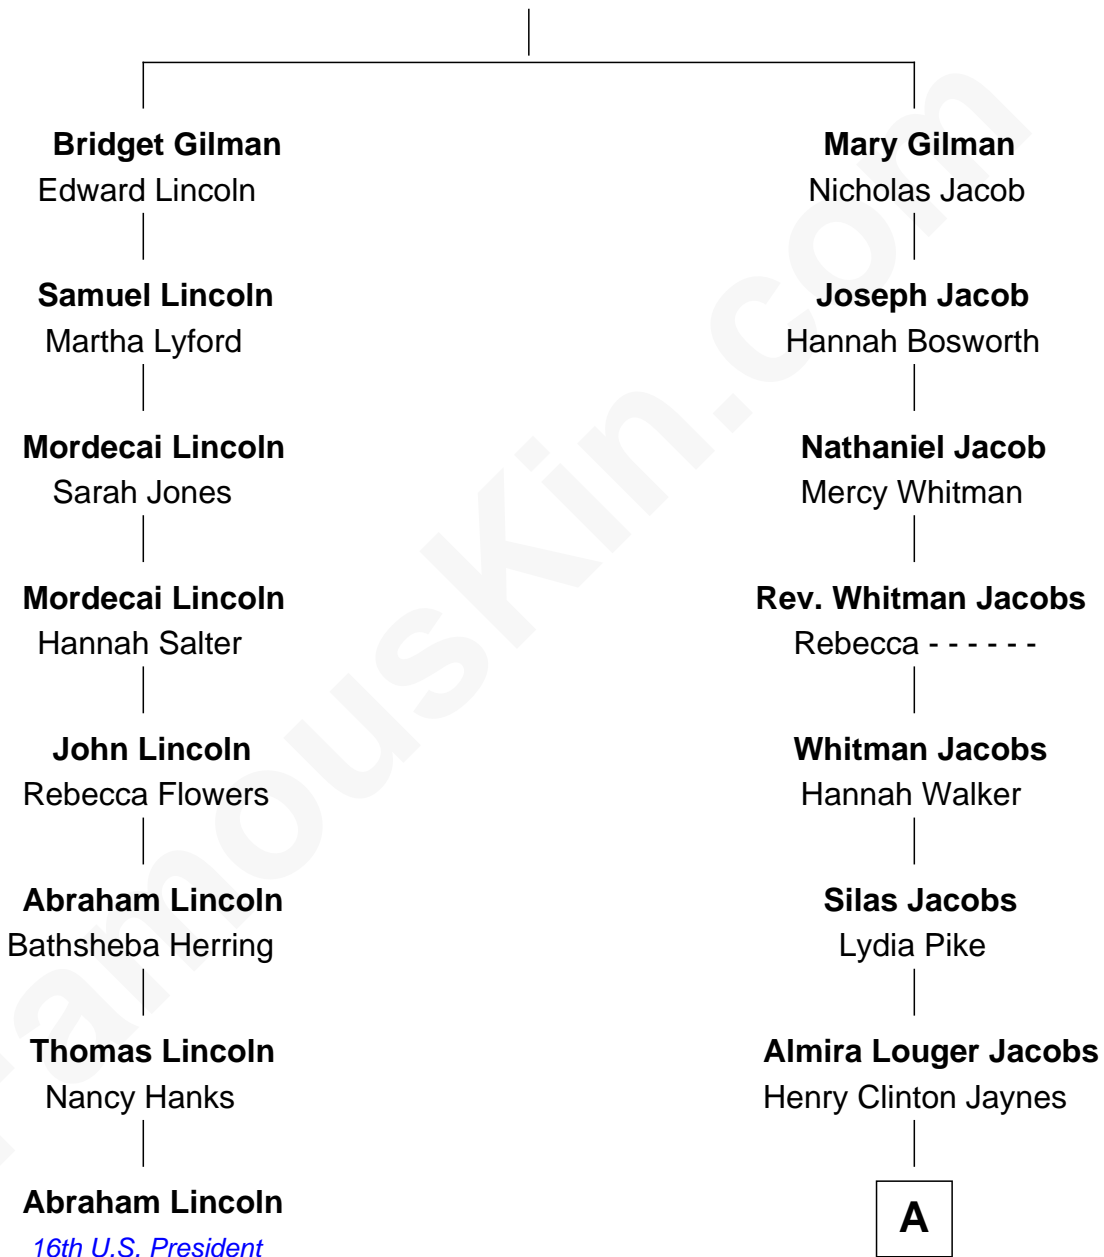 Bridget Gilman
Edward Lincoln
Samuel Lincoln
Martha Lyford
Mordecai Lincoln
Sarah Jones
Mordecai Lincoln
Hannah Salter
John Lincoln
Rebecca Flowers
Abraham Lincoln
Bathsheba Herring
Thomas Lincoln
Nancy Hanks
Abraham Lincoln
16th U.S. President
Mary Gilman
Nicholas Jacob
Joseph Jacob
Hannah Bosworth
Nathaniel Jacob
Mercy Whitman
Rev. Whitman Jacobs
Rebecca - - - - - -
Whitman Jacobs
Hannah Walker
Silas Jacobs
Lydia Pike
Almira Louger Jacobs
Henry Clinton Jaynes
A
FamousKin.com